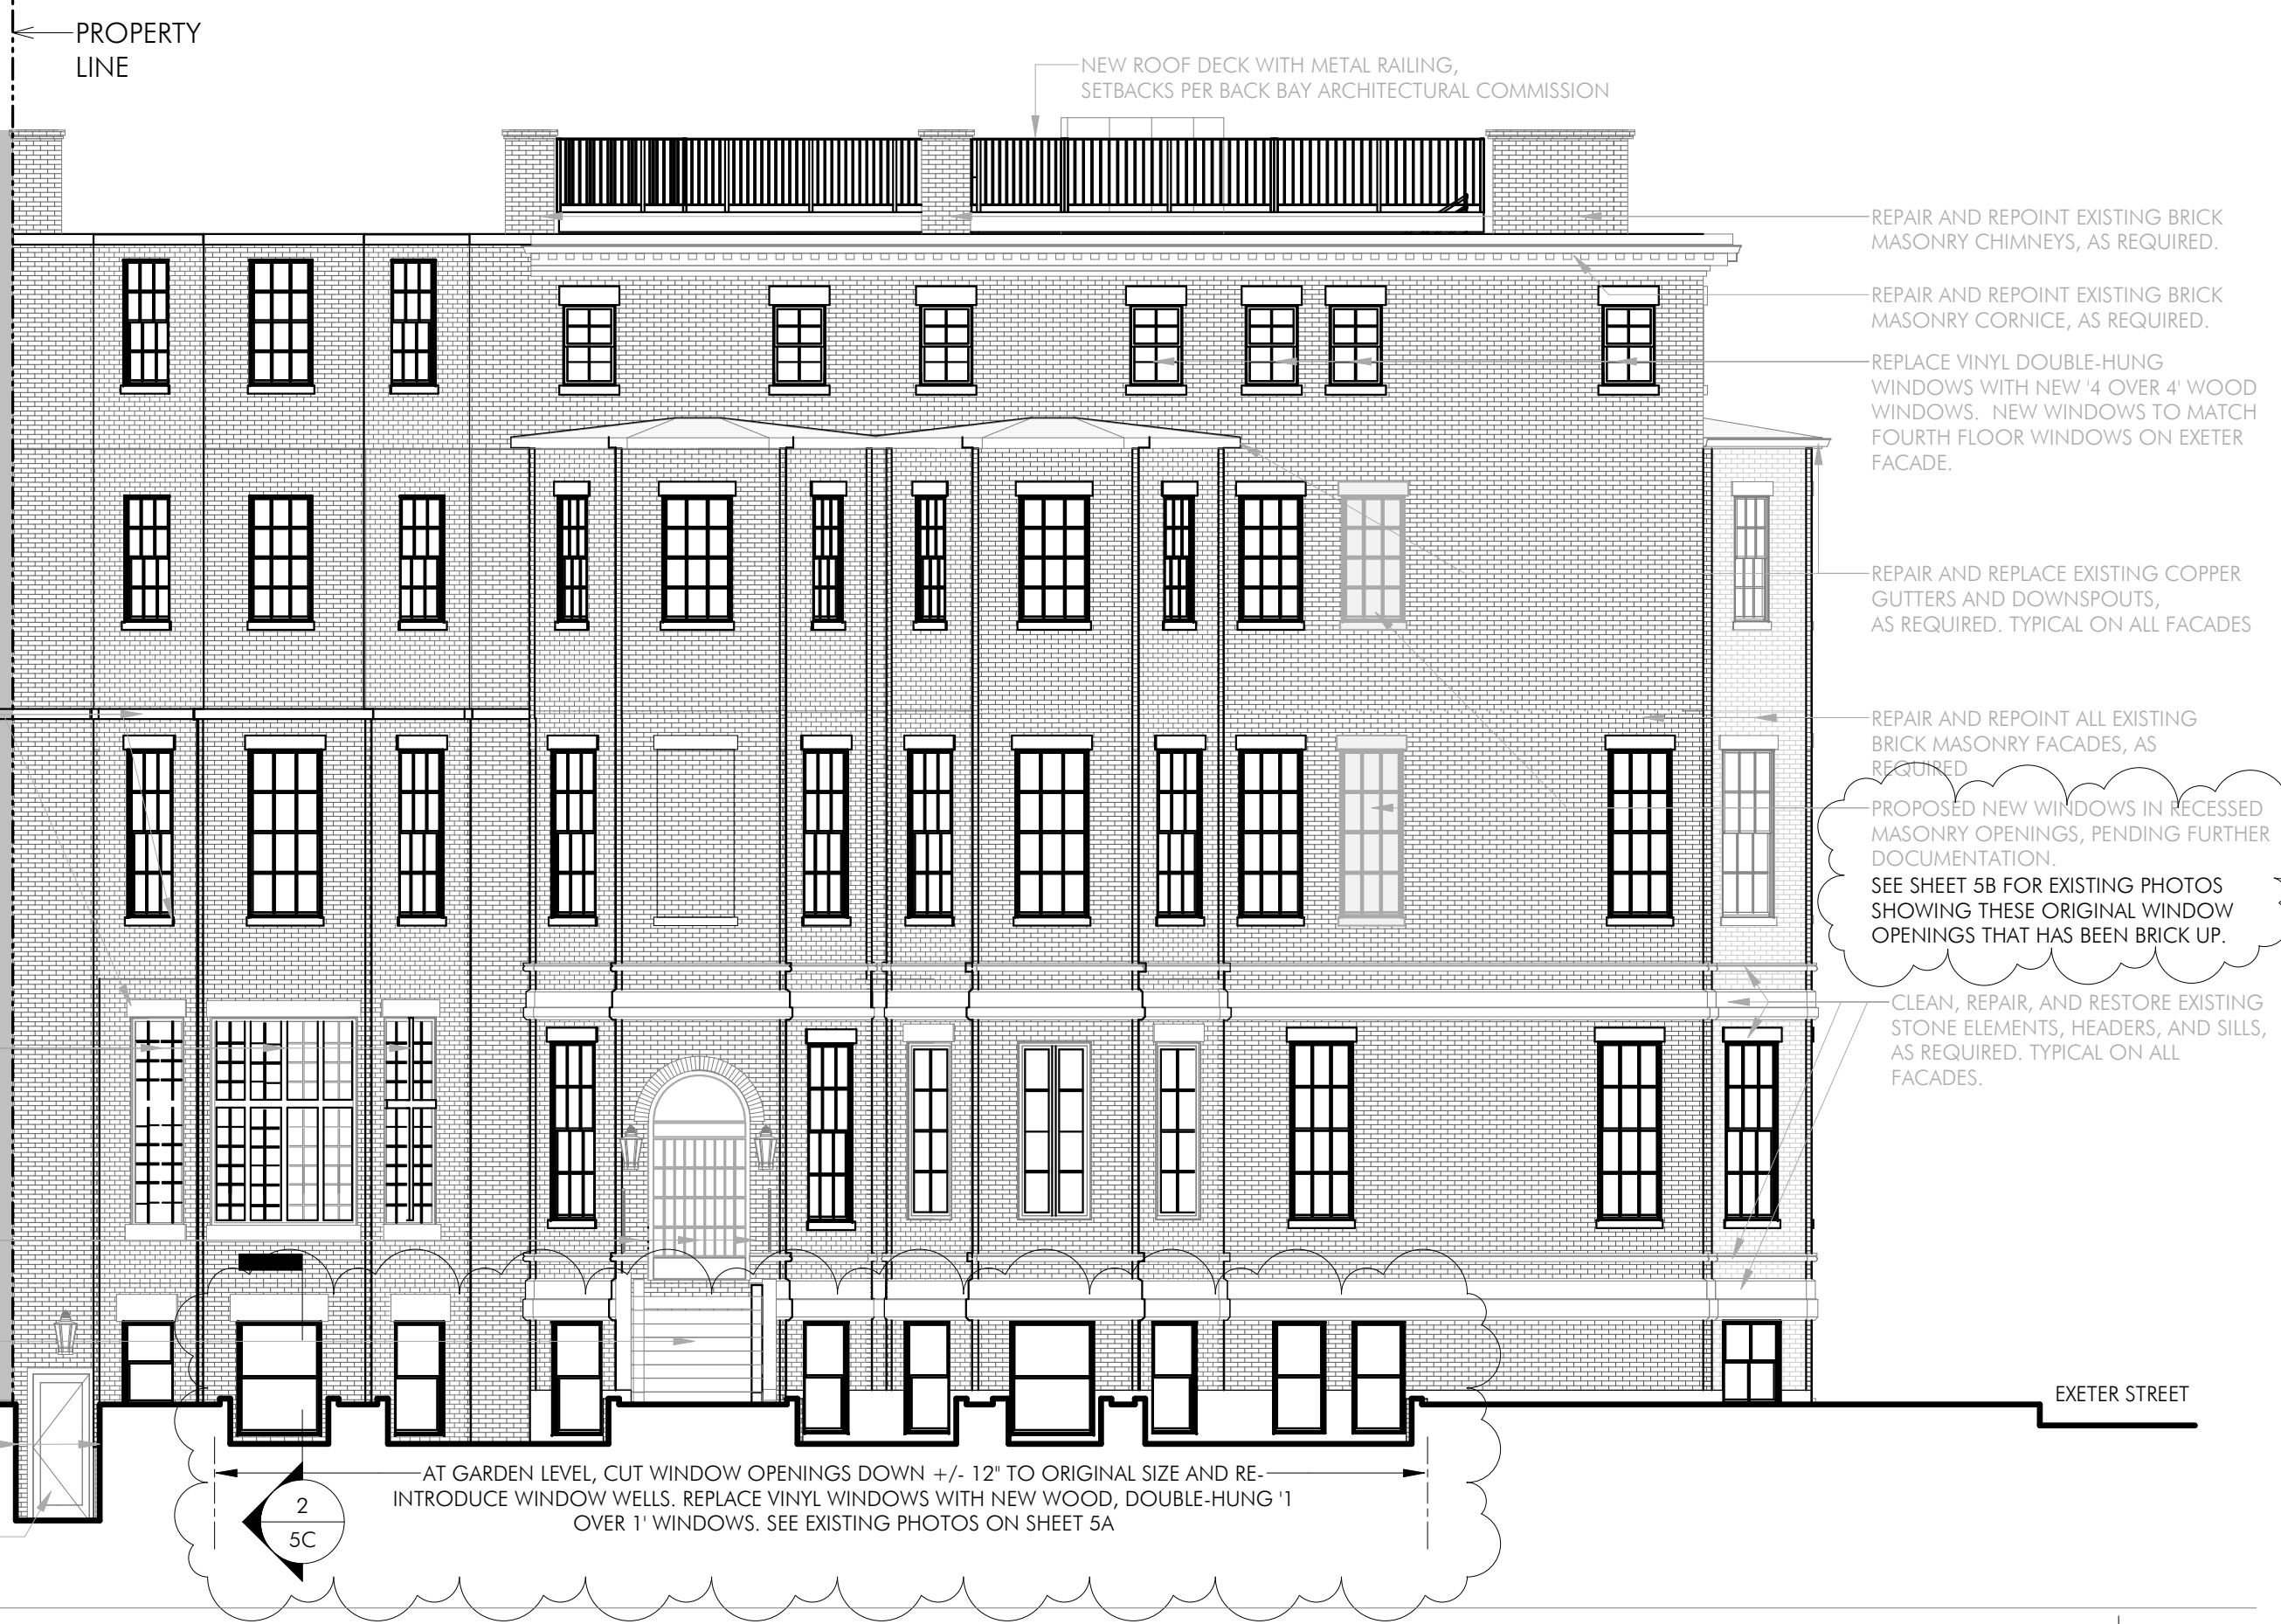 PROPERTY
LINE
NEW ROOF DECK WITH METAL RAILING,
SETBACKS PER BACK BAY ARCHITECTURAL COMMISSION
REPAIR AND REPOINT EXISTING BRICK
MASONRY CHIMNEYS, AS REQUIRED.
REPAIR AND REPOINT EXISTING BRICK
MASONRY CORNICE, AS REQUIRED.
REPLACE VINYL DOUBLE-HUNG
WINDOWS WITH NEW '4 OVER 4' WOOD
WINDOWS. NEW WINDOWS TO MATCH
FOURTH FLOOR WINDOWS ON EXETER
FACADE.
REPAIR AND REPLACE EXISTING COPPER
GUTTERS AND DOWNSPOUTS,
AS REQUIRED. TYPICAL ON ALL FACADES
REPAIR AND REPOINT ALL EXISTING
BRICK MASONRY FACADES, AS
REQUIRED
PROPOSED NEW WINDOWS IN RECESSED
MASONRY OPENINGS, PENDING FURTHER
DOCUMENTATION.
SEE SHEET 5B FOR EXISTING PHOTOS
SHOWING THESE ORIGINAL WINDOW
OPENINGS THAT HAS BEEN BRICK UP.
CLEAN, REPAIR, AND RESTORE EXISTING
STONE ELEMENTS, HEADERS, AND SILLS,
AS REQUIRED. TYPICAL ON ALL
FACADES.
EXETER STREET
AT GARDEN LEVEL, CUT WINDOW OPENINGS DOWN +/- 12" TO ORIGINAL SIZE AND RE-
INTRODUCE WINDOW WELLS. REPLACE VINYL WINDOWS WITH NEW WOOD, DOUBLE-HUNG '1
OVER 1' WINDOWS. SEE EXISTING PHOTOS ON SHEET 5A
2
5C